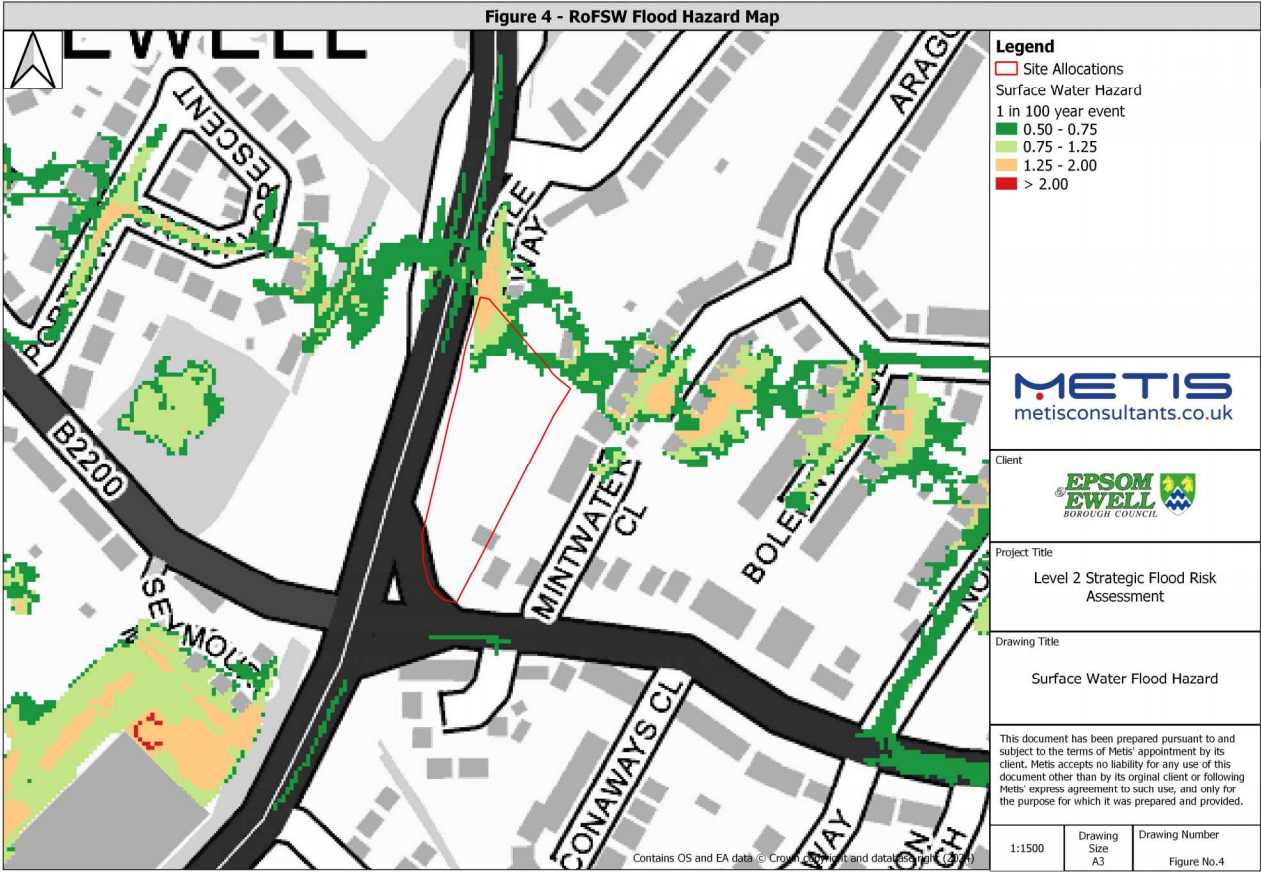 Figure 4 - RoFSW Flood Hazard Map
EWELL
CRESCENT
ARAGO
WAY
B2200
SEYMOUR
MINTWATER
CL
CONAWAYS CL
WAY
Contains OS and EA data © Crown copyright and database right (2024)
Legend
Site Allocations
Surface Water Hazard
1 in 100 year event
0.50 - 0.75
0.75 - 1.25
1.25 - 2.00
> 2.00
METIS
metisconsultants.co.uk
Client
EPSOM
& EWELL
BOROUGH COUNCIL
Project Title
Level 2 Strategic Flood Risk
Assessment
Drawing Title
Surface Water Flood Hazard
This document has been prepared pursuant to and
subject to the terms of Metis' appointment by its
client. Metis accepts no liability for any use of this
document other than by its orginal client or following
Metis' express agreement to such use, and only for
the purpose for which it was prepared and provided.
1:1500
Drawing
Size
A3
Drawing Number
Figure No.4